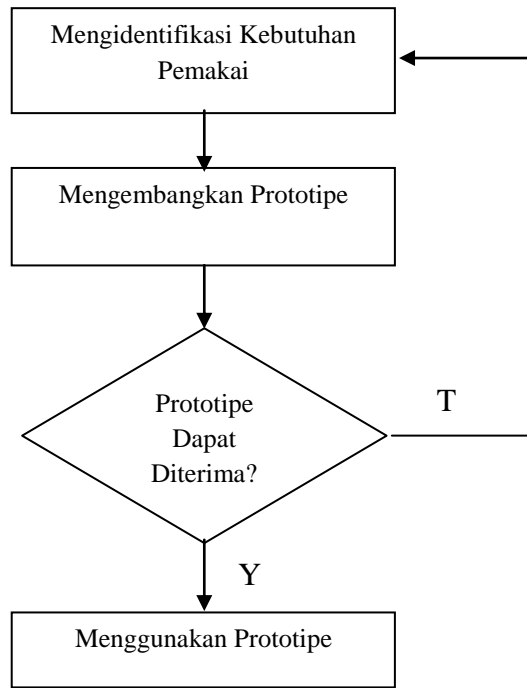 Mengidentifikasi Kebutuhan
Pemakai
Mengembangkan Prototipe
Prototipe
Dapat
Diterima?
T
Y
Menggunakan Prototipe